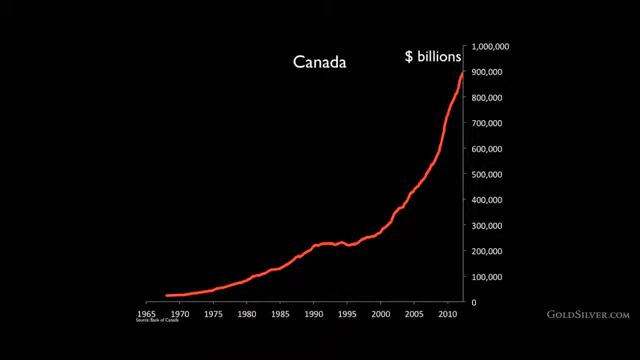 Canada
$ billions
1,000,000
900,000
800,000
700,000
600,000
500,000
400,000
300,000
200,000
100,000
0
1965 1970 1975 1980 1985 1990 1995 2000 2005 2010
Source: Bank of Canada
GOLDSILVER.COM